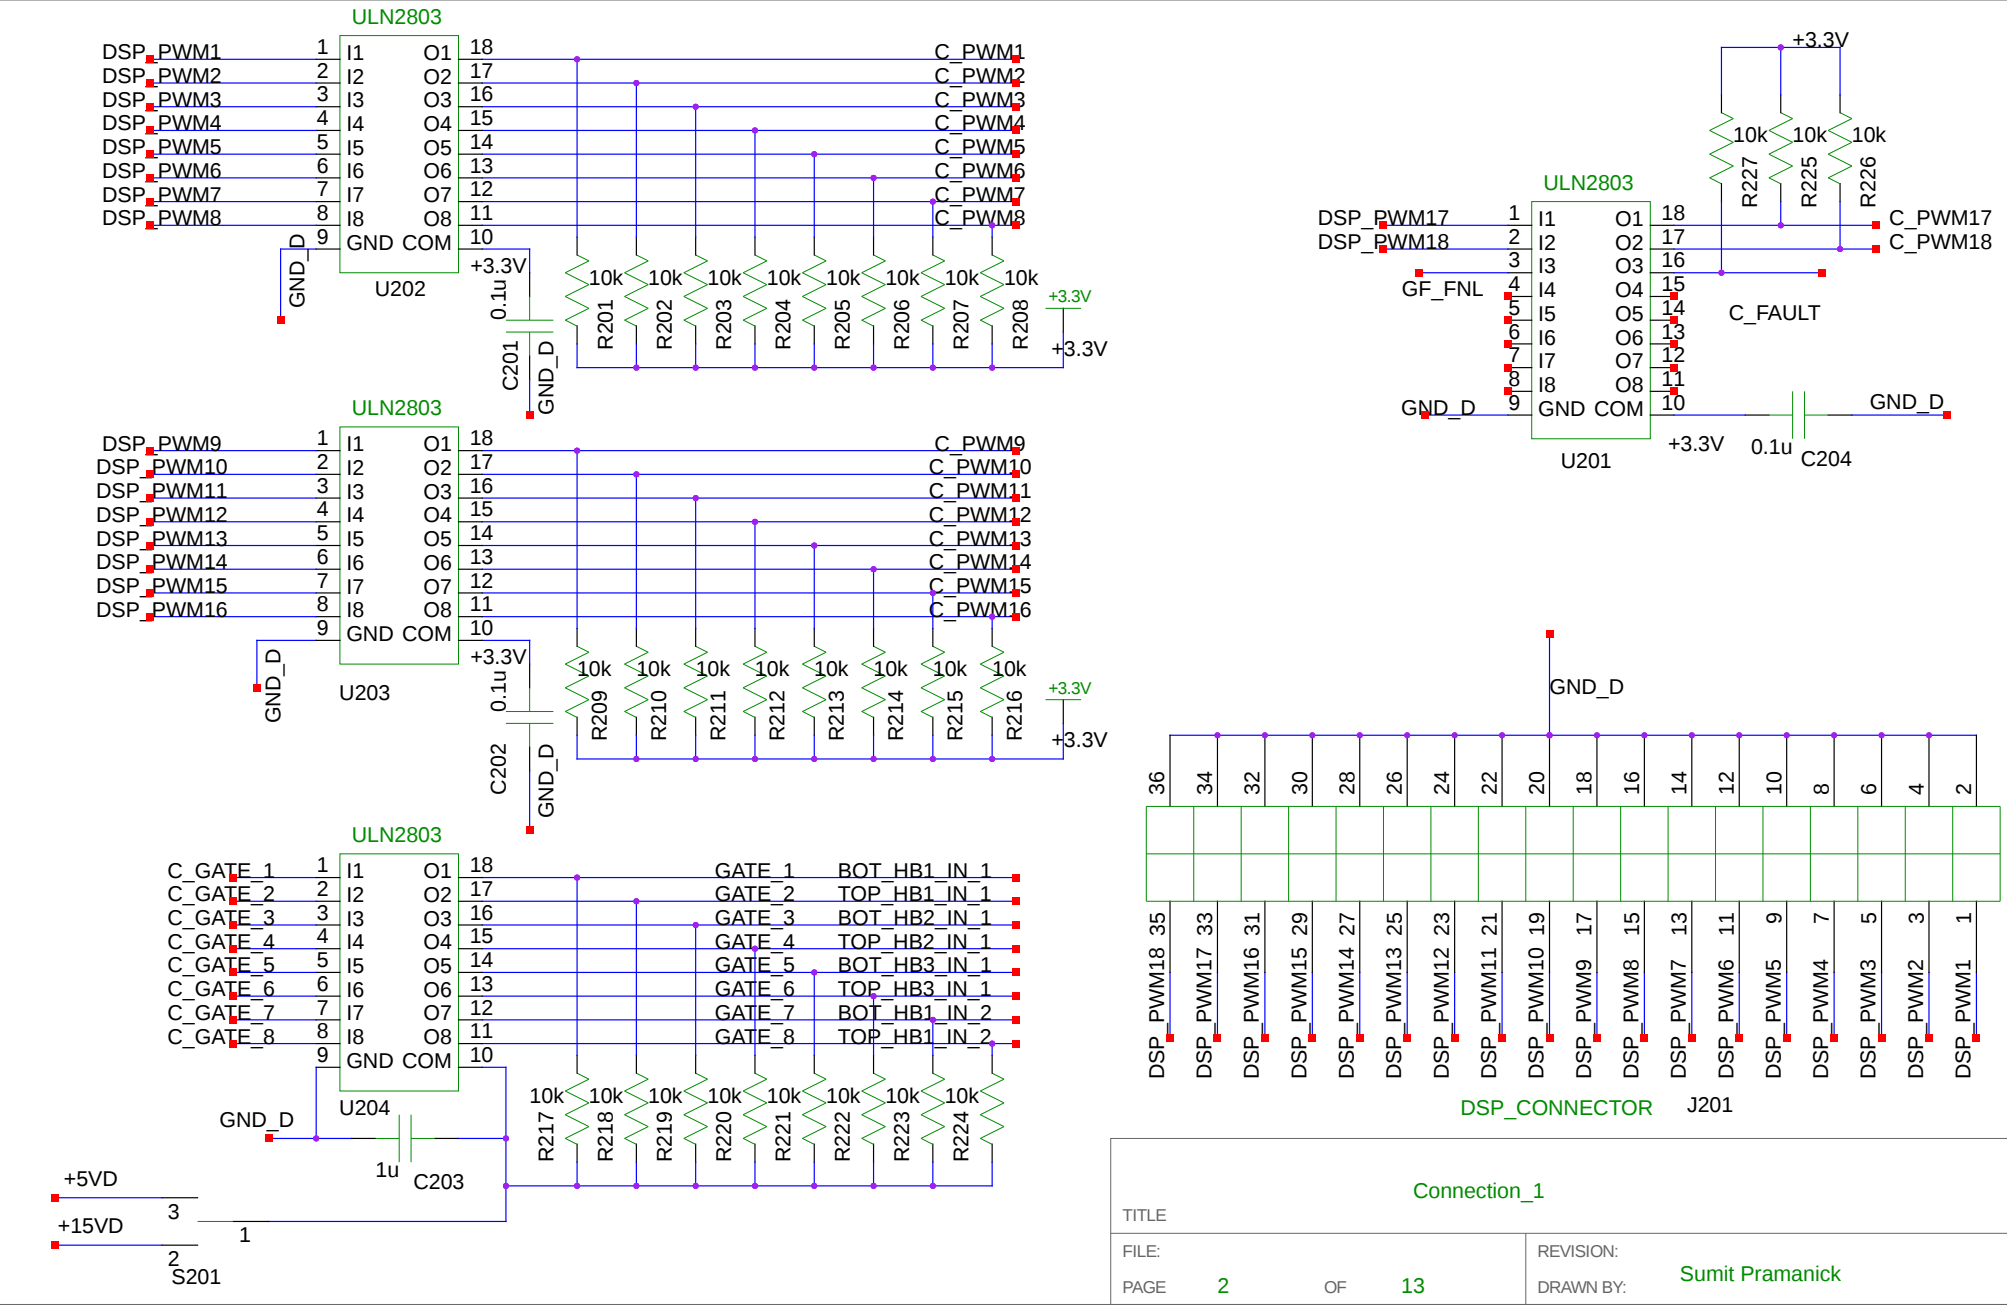 ULN2803
DSP_PWM1 1 I1 O1 18 C_PWM1
DSP_PWM2 2 I2 O2 17 C_PWM2
DSP_PWM3 3 I3 O3 16 C_PWM3
DSP_PWM4 4 I4 O4 15 C_PWM4
DSP_PWM5 5 I5 O5 14 C_PWM5
DSP_PWM6 6 I6 O6 13 C_PWM6
DSP_PWM7 7 I7 O7 12 C_PWM7
DSP_PWM8 8 I8 O8 11 C_PWM8
9 GND COM 10
GND_D
U202
+3.3V
0.1u
C201
GND_D
10k 10k 10k 10k 10k 10k 10k 10k
R201 R202 R203 R204 R205 R206 R207 R208
+3.3V
+3.3V
ULN2803
DSP_PWM9 1 I1 O1 18 C_PWM9
DSP_PWM10 2 I2 O2 17 C_PWM10
DSP_PWM11 3 I3 O3 16 C_PWM11
DSP_PWM12 4 I4 O4 15 C_PWM12
DSP_PWM13 5 I5 O5 14 C_PWM13
DSP_PWM14 6 I6 O6 13 C_PWM14
DSP_PWM15 7 I7 O7 12 C_PWM15
DSP_PWM16 8 I8 O8 11 C_PWM16
9 GND COM 10
GND_D
U203
+3.3V
0.1u
C202
GND_D
10k 10k 10k 10k 10k 10k 10k 10k
R209 R210 R211 R212 R213 R214 R215 R216
+3.3V
+3.3V
ULN2803
C_GATE_1 1 I1 O1 18 GATE_1 BOT_HB1_IN_1
C_GATE_2 2 I2 O2 17 GATE_2 TOP_HB1_IN_1
C_GATE_3 3 I3 O3 16 GATE_3 BOT_HB2_IN_1
C_GATE_4 4 I4 O4 15 GATE_4 TOP_HB2_IN_1
C_GATE_5 5 I5 O5 14 GATE_5 BOT_HB3_IN_1
C_GATE_6 6 I6 O6 13 GATE_6 TOP_HB3_IN_1
C_GATE_7 7 I7 O7 12 GATE_7 BOT_HB1_IN_2
C_GATE_8 8 I8 O8 11 GATE_8 TOP_HB1_IN_2
9 GND COM 10
U204
GND_D
1u
C203
10k 10k 10k 10k 10k 10k 10k 10k
R217 R218 R219 R220 R221 R222 R223 R224
+5VD
3
+15VD
1
2
S201
+3.3V
10k 10k 10k
R227 R225 R226
ULN2803
DSP_PWM17 1 I1 O1 18 C_PWM17
DSP_PWM18 2 I2 O2 17 C_PWM18
3 I3 O3 16
GF_FNL 4 I4 O4 15
5 I5 O5 14 C_FAULT
6 I6 O6 13
7 I7 O7 12
8 I8 O8 11
GND_D 9 GND COM 10 GND_D
U201
+3.3V
0.1u
C204
GND_D
36 34 32 30 28 26 24 22 20 18 16 14 12 10 8 6 4 2
35 33 31 29 27 25 23 21 19 17 15 13 11 9 7 5 3 1
DSP_PWM18 DSP_PWM17 DSP_PWM16 DSP_PWM15 DSP_PWM14 DSP_PWM13 DSP_PWM12 DSP_PWM11 DSP_PWM10 DSP_PWM9 DSP_PWM8 DSP_PWM7 DSP_PWM6 DSP_PWM5 DSP_PWM4 DSP_PWM3 DSP_PWM2 DSP_PWM1
DSP_CONNECTOR J201
Connection_1
TITLE
FILE: REVISION:
PAGE 2 OF 13 DRAWN BY: Sumit Pramanick